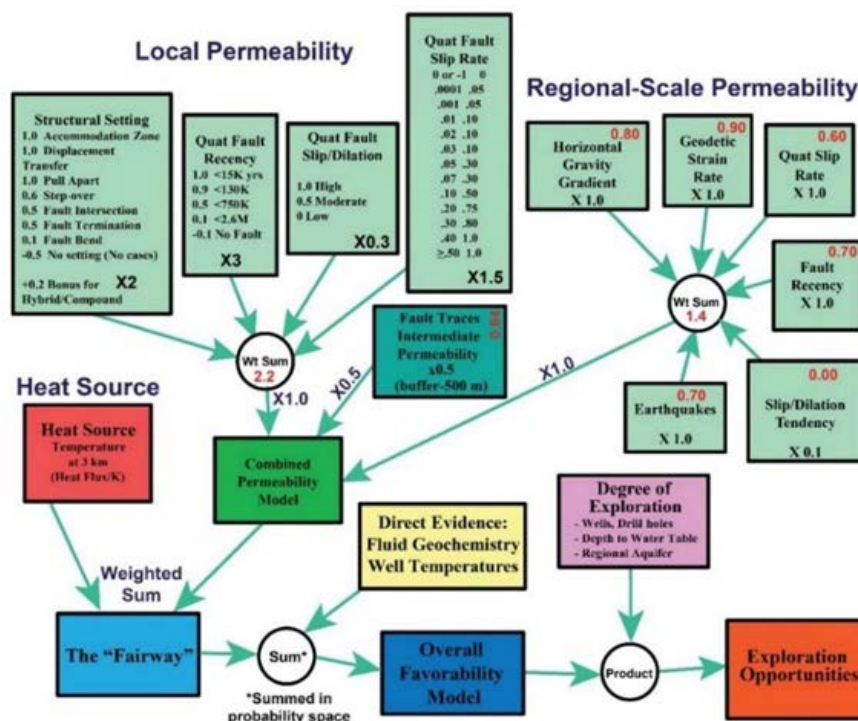 Local Permeability
Structural Setting
1.0 Accommodation Zone
1.0 Displacement
Transfer
1.0 Pull Apart
0.6 Step-over
0.5 Fault Intersection
0.5 Fault Termination
0.1 Fault Bend
-0.5 No setting (No cases)
+0.2 Bonus for
Hybrid/Compound
X2
Quat Fault
Recency
1.0 <15K yrs
0.9 <130K
0.5 <750K
0.1 <2.6M
-0.1 No Fault
X3
Quat Fault
Slip/Dilation
1.0 High
0.5 Moderate
0 Low
X0.3
Quat Fault
Slip Rate
0 or -1 0
.0001 .05
.001 .05
.01 .10
.02 .10
.03 .10
.05 .30
.07 .30
.10 .50
.20 .75
.30 .80
.40 1.0
≥.50 1.0
X1.5
Regional-Scale Permeability
0.80
Horizontal
Gravity
Gradient
X 1.0
0.90
Geodetic
Strain
Rate
X 1.0
0.60
Quat Slip
Rate
X 1.0
0.70
Fault
Recency
X 1.0
0.00
Slip/Dilation
Tendency
X 0.1
0.70
Earthquakes
X 1.0
Wt Sum
1.4
X1.0
Wt Sum
2.2
X1.0
Fault Traces
Intermediate
Permeability
x0.5
(buffer-500 m)
X0.5
Heat Source
Heat Source
Temperature
at 3 km
(Heat Flux/K)
Combined
Permeability
Model
Weighted
Sum
The "Fairway"
Direct Evidence:
Fluid Geochemistry
Well Temperatures
Sum*
*Summed in
probability space
Overall
Favorability
Model
Degree of
Exploration
- Wells, Drill holes
- Depth to Water Table
- Regional Aquifer
Product
Exploration
Opportunities